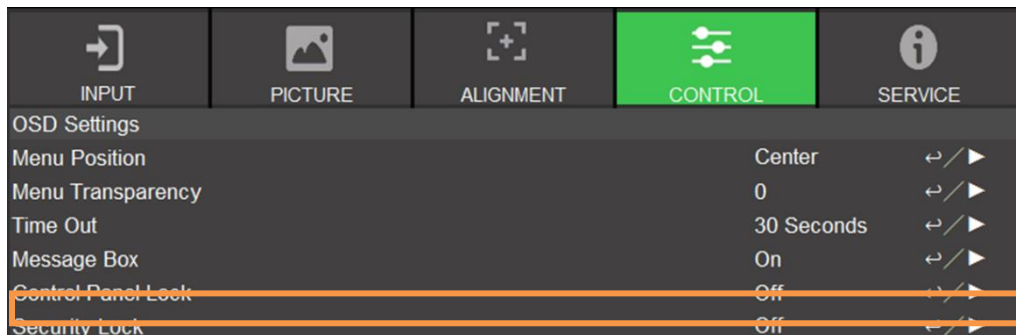 INPUT PICTURE ALIGNMENT CONTROL SERVICE
OSD Settings
Menu Position Center
Menu Transparency 0
Time Out 30 Seconds
Message Box On
Control Panel Lock Off
Security Lock Off